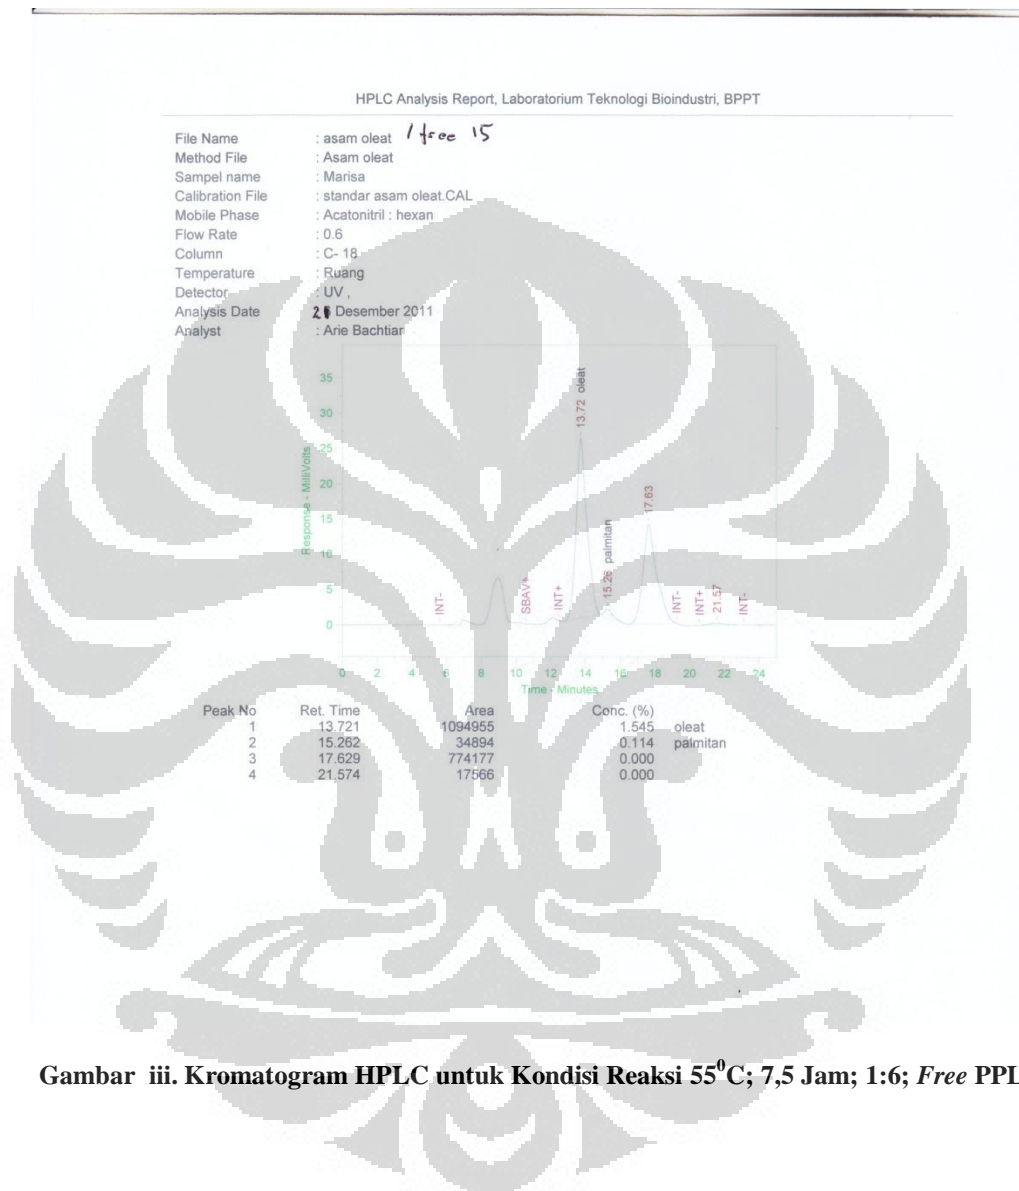 HPLC Analysis Report, Laboratorium Teknologi Bioindustri, BPPT
File Name : asam oleat / free 15
Method File : Asam oleat
Sampel name : Marisa
Calibration File : standar asam oleat.CAL
Mobile Phase : Acatonitril : hexan
Flow Rate : 0.6
Column : C- 18
Temperature : Ruang
Detector : UV ,
Analysis Date Desember 2011
Analyst : Arie Bachtiar
Response - MilliVolts
35
30
25
20
15
10
5
0
INT-
SBAV+
INT+
13.72 oleat
15.26 palmitan
17.63
INT-
INT+
21.57
INT-
0 2 4 6 8 10 12 14 16 18 20 22 24
Time - Minutes
Peak No Ret. Time Area Conc. (%)
1 13.721 1094955 1.545 oleat
2 15.262 34894 0.114 palmitan
3 17.629 774177 0.000
4 21.574 17566 0.000
Gambar iii. Kromatogram HPLC untuk Kondisi Reaksi 55⁰C; 7,5 Jam; 1:6; Free PPL